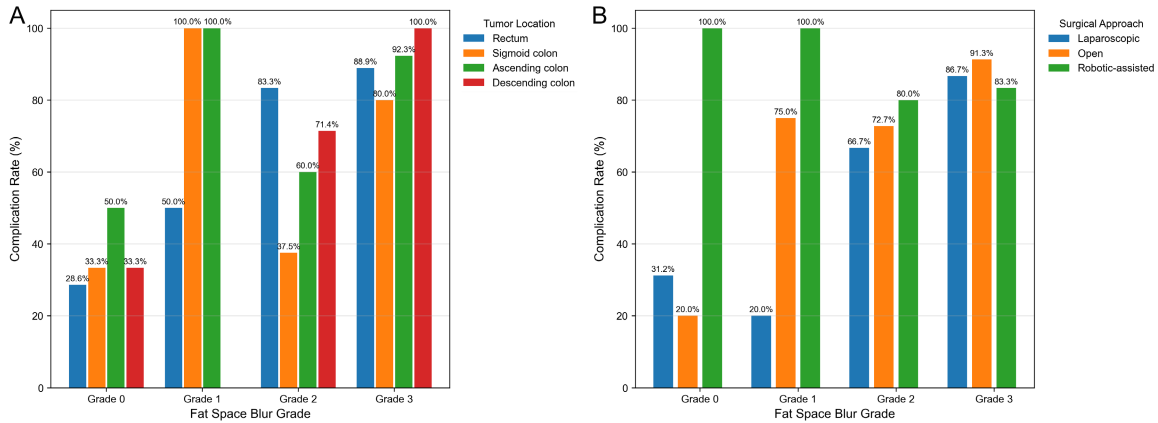 A
Complication Rate (%)
100
80
60
40
20
0
28.6%
33.3%
50.0%
33.3%
50.0%
100.0%
100.0%
83.3%
37.5%
60.0%
71.4%
88.9%
80.0%
92.3%
100.0%
Grade 0
Grade 1
Grade 2
Grade 3
Fat Space Blur Grade
Tumor Location
Rectum
Sigmoid colon
Ascending colon
Descending colon
B
Complication Rate (%)
100
80
60
40
20
0
31.2%
20.0%
100.0%
20.0%
75.0%
100.0%
66.7%
72.7%
80.0%
86.7%
91.3%
83.3%
Grade 0
Grade 1
Grade 2
Grade 3
Fat Space Blur Grade
Surgical Approach
Laparoscopic
Open
Robotic-assisted